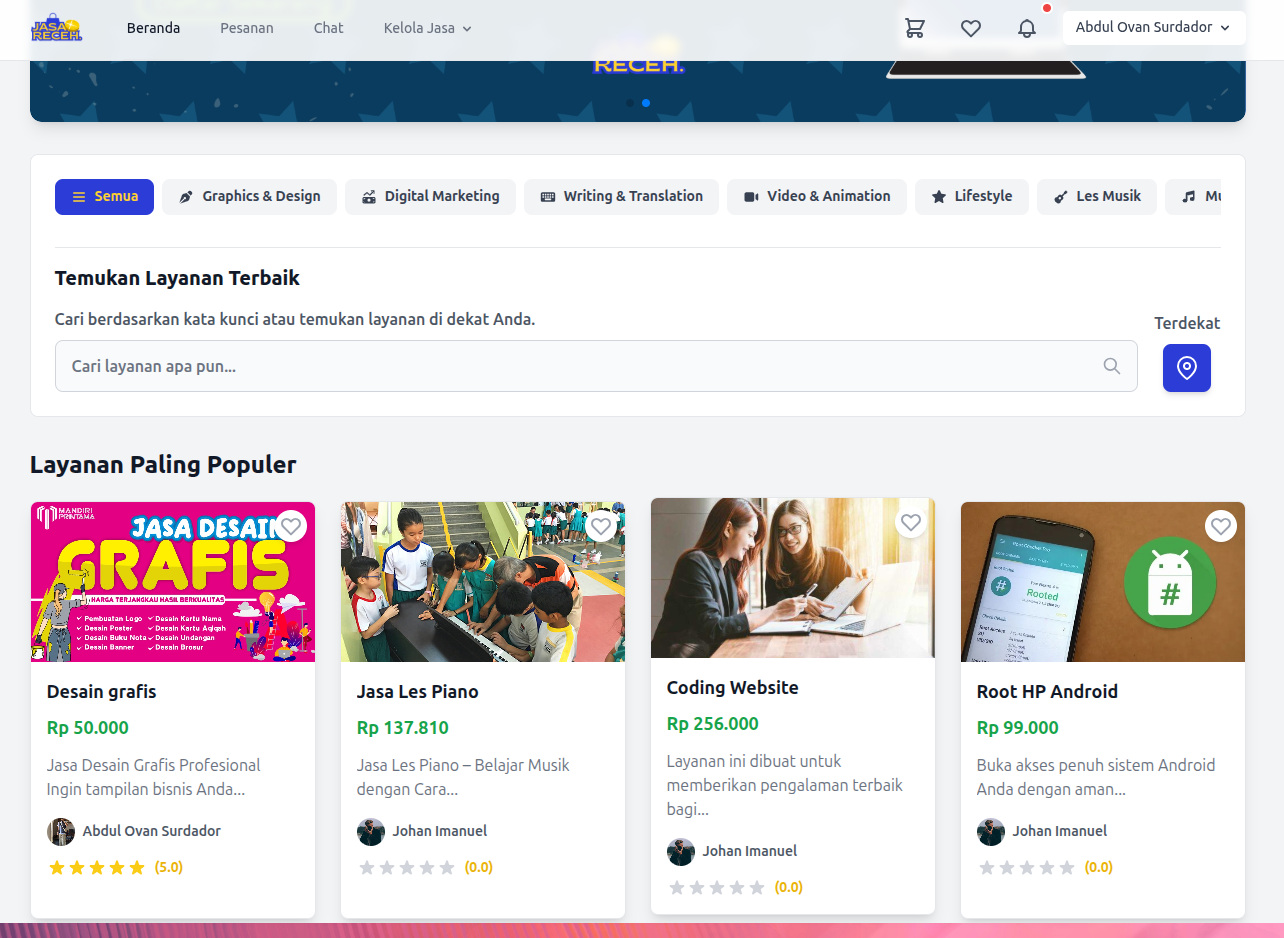 JASA
RECEH.
Beranda
Pesanan
Chat
Kelola Jasa
Abdul Ovan Surdador
RECEH.
Semua
Graphics & Design
Digital Marketing
Writing & Translation
Video & Animation
Lifestyle
Les Musik
Temukan Layanan Terbaik
Cari berdasarkan kata kunci atau temukan layanan di dekat Anda.
Terdekat
Cari layanan apa pun...
Layanan Paling Populer
MANDIRI
PRINTAMA
JASA DESAIN
GRAFIS
HARGA TERJANGKAU HASIL BERKUALITAS
Pembuatan Logo
Desain Kartu Nama
Desain Poster
Desain Kartu Aqiqah
Desain Buku Nota
Desain Undangan
Desain Banner
Desain Brosur
Rooted
#
#
Desain grafis
Rp 50.000
Jasa Desain Grafis Profesional
Ingin tampilan bisnis Anda...
Abdul Ovan Surdador
(5.0)
Jasa Les Piano
Rp 137.810
Jasa Les Piano – Belajar Musik
dengan Cara...
Johan Imanuel
(0.0)
Coding Website
Rp 256.000
Layanan ini dibuat untuk
memberikan pengalaman terbaik
bagi...
Johan Imanuel
(0.0)
Root HP Android
Rp 99.000
Buka akses penuh sistem Android
Anda dengan aman...
Johan Imanuel
(0.0)